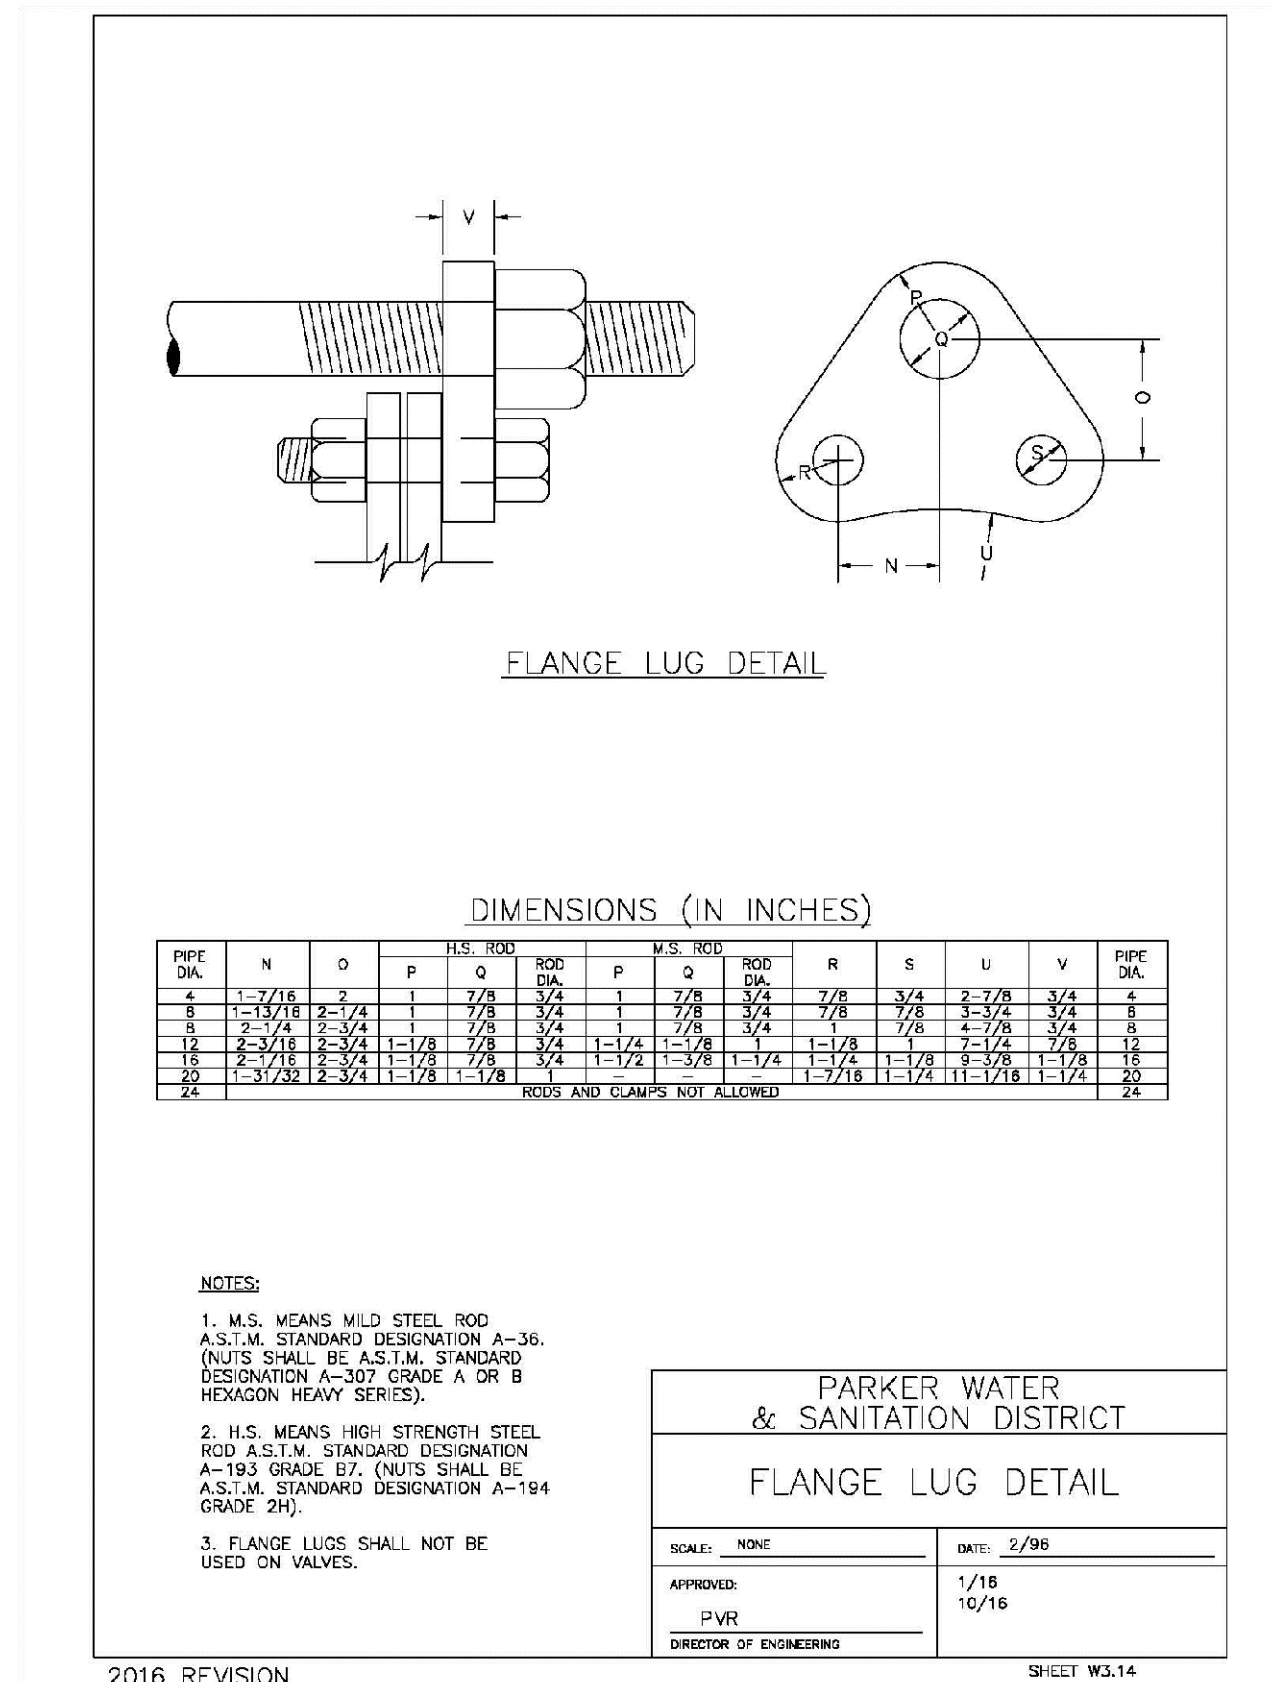 V
P
Q
O
S
R
N
U
FLANGE LUG DETAIL
DIMENSIONS (IN INCHES)
PIPE DIA. N O H.S. ROD M.S. ROD R S U V PIPE DIA.
P Q ROD DIA. P Q ROD DIA.
4 1-7/16 2 1 7/8 3/4 1 7/8 3/4 7/8 3/4 2-7/8 3/4 4
6 1-13/16 2-1/4 1 7/8 3/4 1 7/8 3/4 7/8 7/8 3-3/4 3/4 6
8 2-1/4 2-3/4 1 7/8 3/4 1 7/8 3/4 1 7/8 4-7/8 3/4 8
12 2-3/16 2-3/4 1-1/8 7/8 3/4 1-1/4 1-1/8 1 1-1/8 1 7-1/4 7/8 12
16 2-1/16 2-3/4 1-1/8 7/8 3/4 1-1/2 1-3/8 1-1/4 1-1/4 1-1/8 9-3/8 1-1/8 16
20 1-31/32 2-3/4 1-1/8 1-1/8 1 — — — 1-7/16 1-1/4 11-1/16 1-1/4 20
24 RODS AND CLAMPS NOT ALLOWED 24
NOTES:
1. M.S. MEANS MILD STEEL ROD
A.S.T.M. STANDARD DESIGNATION A-36.
(NUTS SHALL BE A.S.T.M. STANDARD
DESIGNATION A-307 GRADE A OR B
HEXAGON HEAVY SERIES).
2. H.S. MEANS HIGH STRENGTH STEEL
ROD A.S.T.M. STANDARD DESIGNATION
A-193 GRADE B7. (NUTS SHALL BE
A.S.T.M. STANDARD DESIGNATION A-194
GRADE 2H).
3. FLANGE LUGS SHALL NOT BE
USED ON VALVES.
PARKER WATER
& SANITATION DISTRICT
FLANGE LUG DETAIL
SCALE: NONE
DATE: 2/96
APPROVED:
PVR
DIRECTOR OF ENGINEERING
1/16
10/16
2016 REVISION
SHEET W3.14